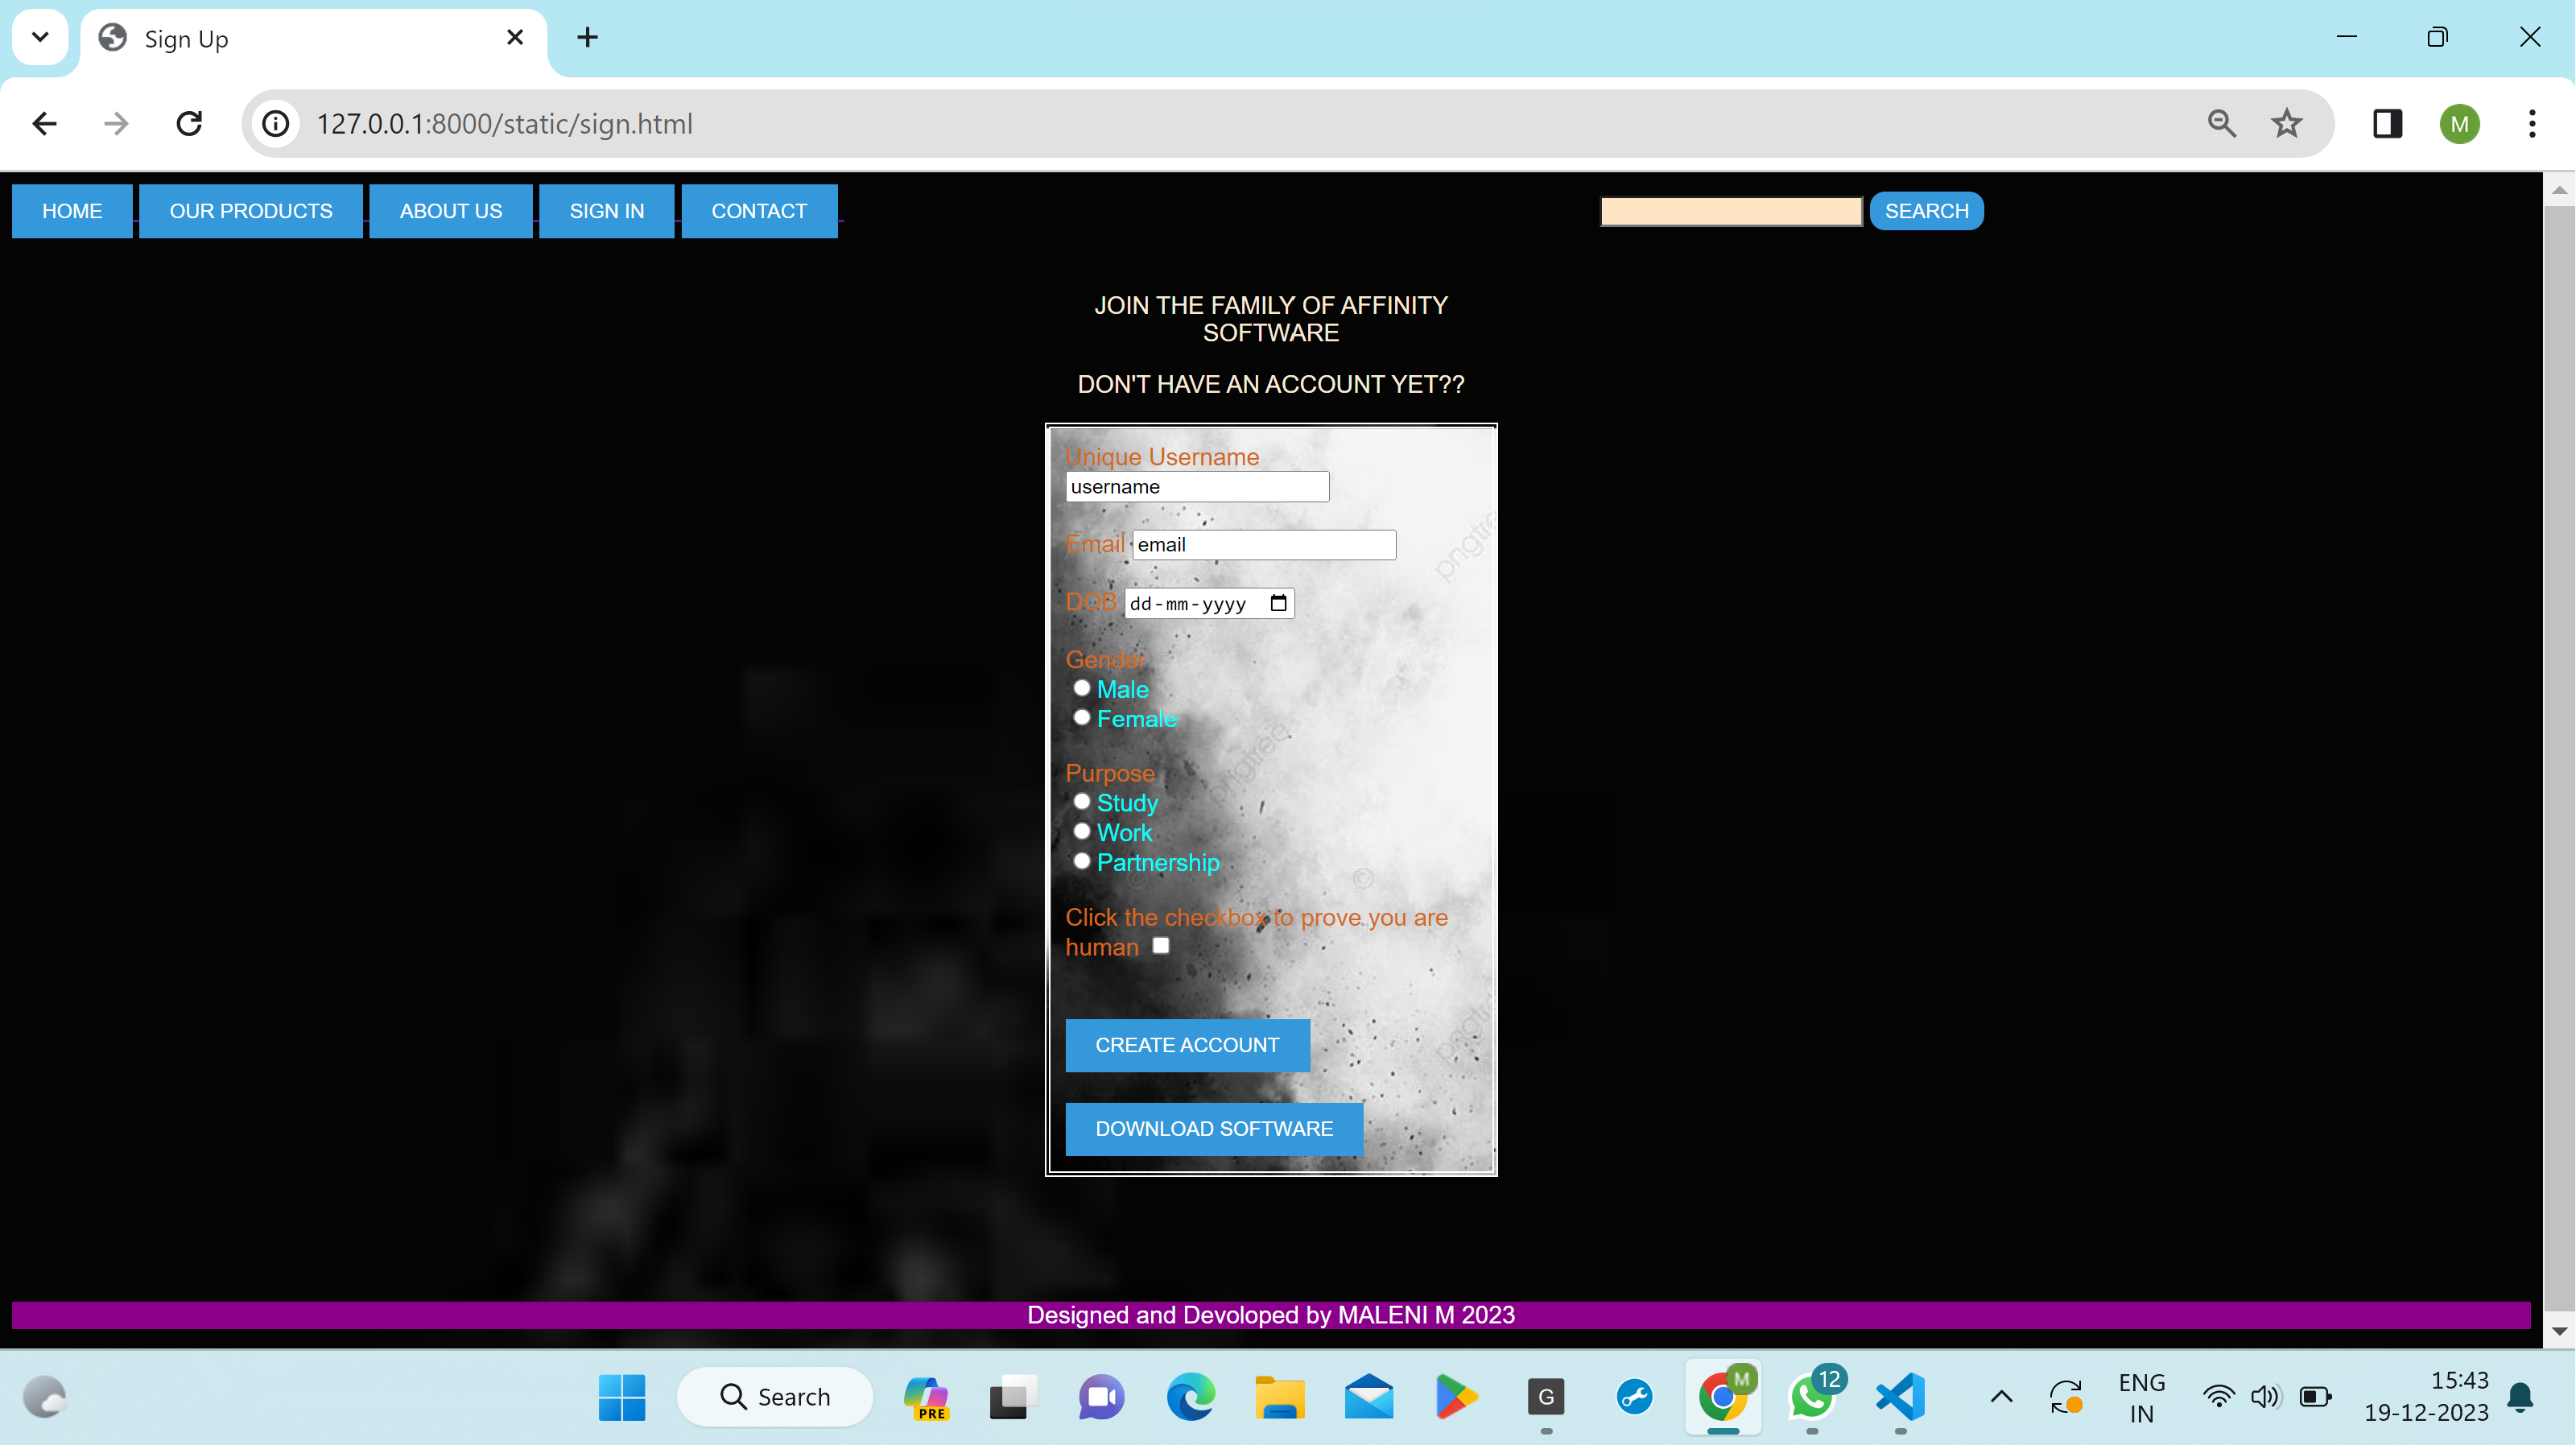 Sign Up
127.0.0.1:8000/static/sign.html
M
HOME OUR PRODUCTS ABOUT US SIGN IN CONTACT SEARCH
JOIN THE FAMILY OF AFFINITY
SOFTWARE
DON'T HAVE AN ACCOUNT YET??
Unique Username
username
Email email
DOB dd-mm-yyyy
Gender
Male
Female
Purpose
Study
Work
Partnership
Click the checkbox to prove you are
human
CREATE ACCOUNT
DOWNLOAD SOFTWARE
pngtree
Designed and Devoloped by MALENI M 2023
Search
PRE
G
M
12
ENG
IN
15:43
19-12-2023